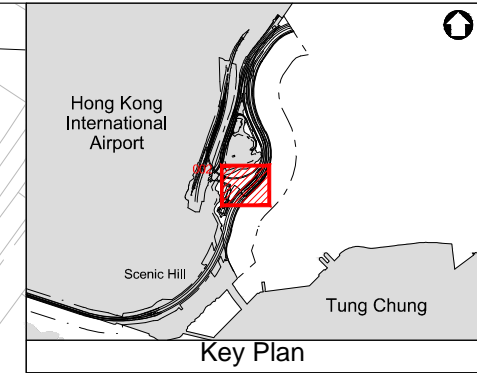 Hong Kong
International
Airport
Scenic Hill
Tung Chung
Key Plan